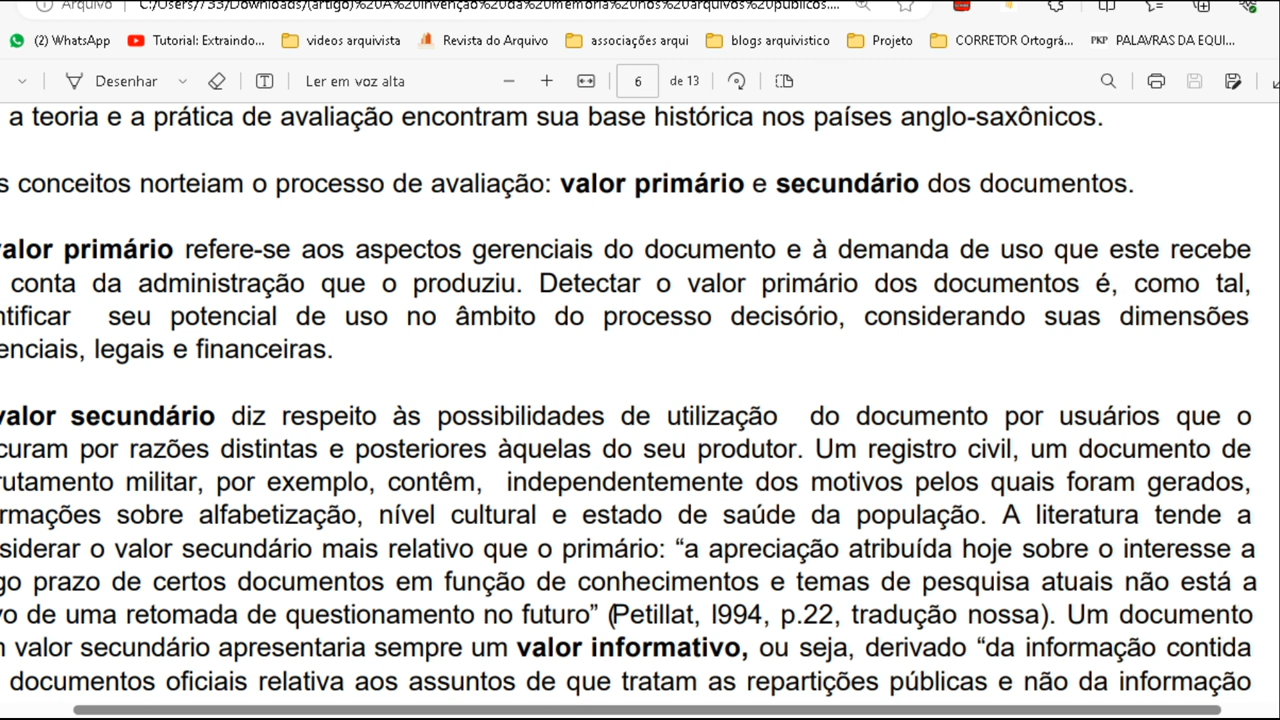 Arquivo C:/Users/733/Downloads/(artigo)%20A%20invenção%20da%20memória%20nos%20arquivos%20públicos....
(2) WhatsApp Tutorial: Extraindo... videos arquivista Revista do Arquivo associações arqui blogs arquivistico Projeto CORRETOR Ortográ... PKP PALAVRAS DA EQUI...
Desenhar Ler em voz alta 6 de 13
a teoria e a prática de avaliação encontram sua base histórica nos países anglo-saxônicos.
s conceitos norteiam o processo de avaliação: valor primário e secundário dos documentos.
valor primário refere-se aos aspectos gerenciais do documento e à demanda de uso que este recebe
conta da administração que o produziu. Detectar o valor primário dos documentos é, como tal,
ntificar seu potencial de uso no âmbito do processo decisório, considerando suas dimensões
enciais, legais e financeiras.
valor secundário diz respeito às possibilidades de utilização do documento por usuários que o
curam por razões distintas e posteriores àquelas do seu produtor. Um registro civil, um documento de
rutamento militar, por exemplo, contêm, independentemente dos motivos pelos quais foram gerados,
rmações sobre alfabetização, nível cultural e estado de saúde da população. A literatura tende a
siderar o valor secundário mais relativo que o primário: “a apreciação atribuída hoje sobre o interesse a
go prazo de certos documentos em função de conhecimentos e temas de pesquisa atuais não está a
vo de uma retomada de questionamento no futuro” (Petillat, l994, p.22, tradução nossa). Um documento
m valor secundário apresentaria sempre um valor informativo, ou seja, derivado “da informação contida
documentos oficiais relativa aos assuntos de que tratam as repartições públicas e não da informação